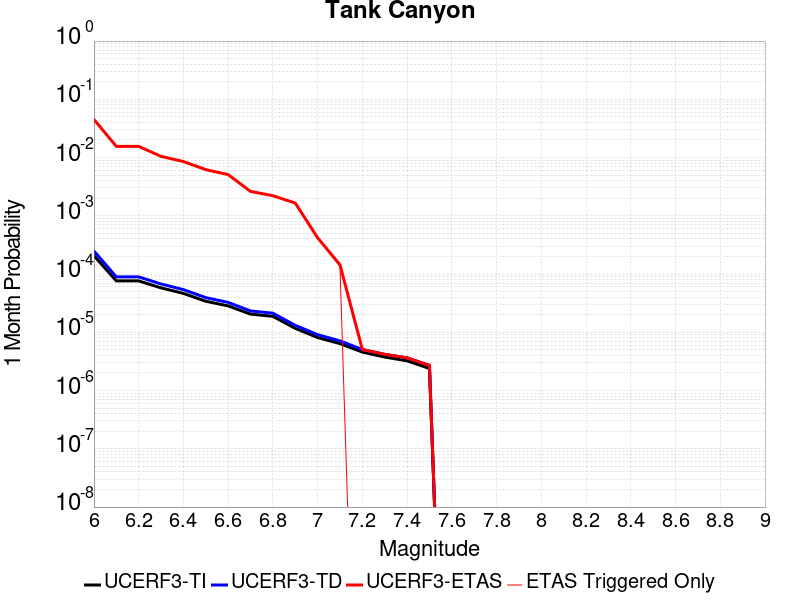 Tank Canyon
1 Month Probability
10^0
10^-1
10^-2
10^-3
10^-4
10^-5
10^-6
10^-7
10^-8
6 6.2 6.4 6.6 6.8 7 7.2 7.4 7.6 7.8 8 8.2 8.4 8.6 8.8 9
Magnitude
UCERF3-TI UCERF3-TD UCERF3-ETAS ETAS Triggered Only